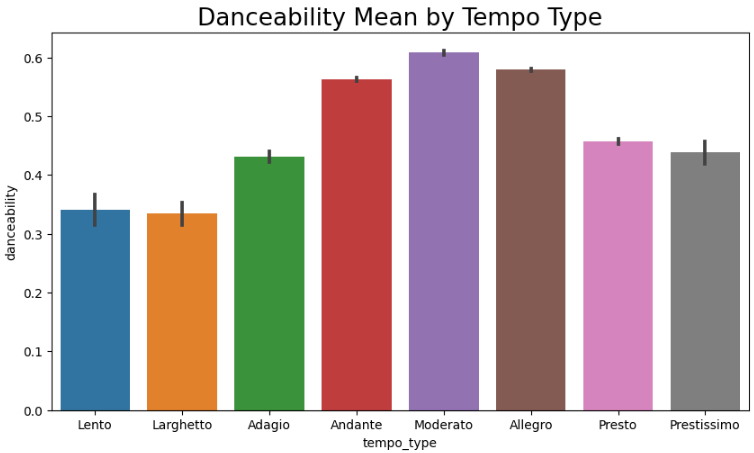 Danceability Mean by Tempo Type
danceability
0.6
0.5
0.4
0.3
0.2
0.1
0.0
Lento Larghetto Adagio Andante Moderato Allegro Presto Prestissimo
tempo_type